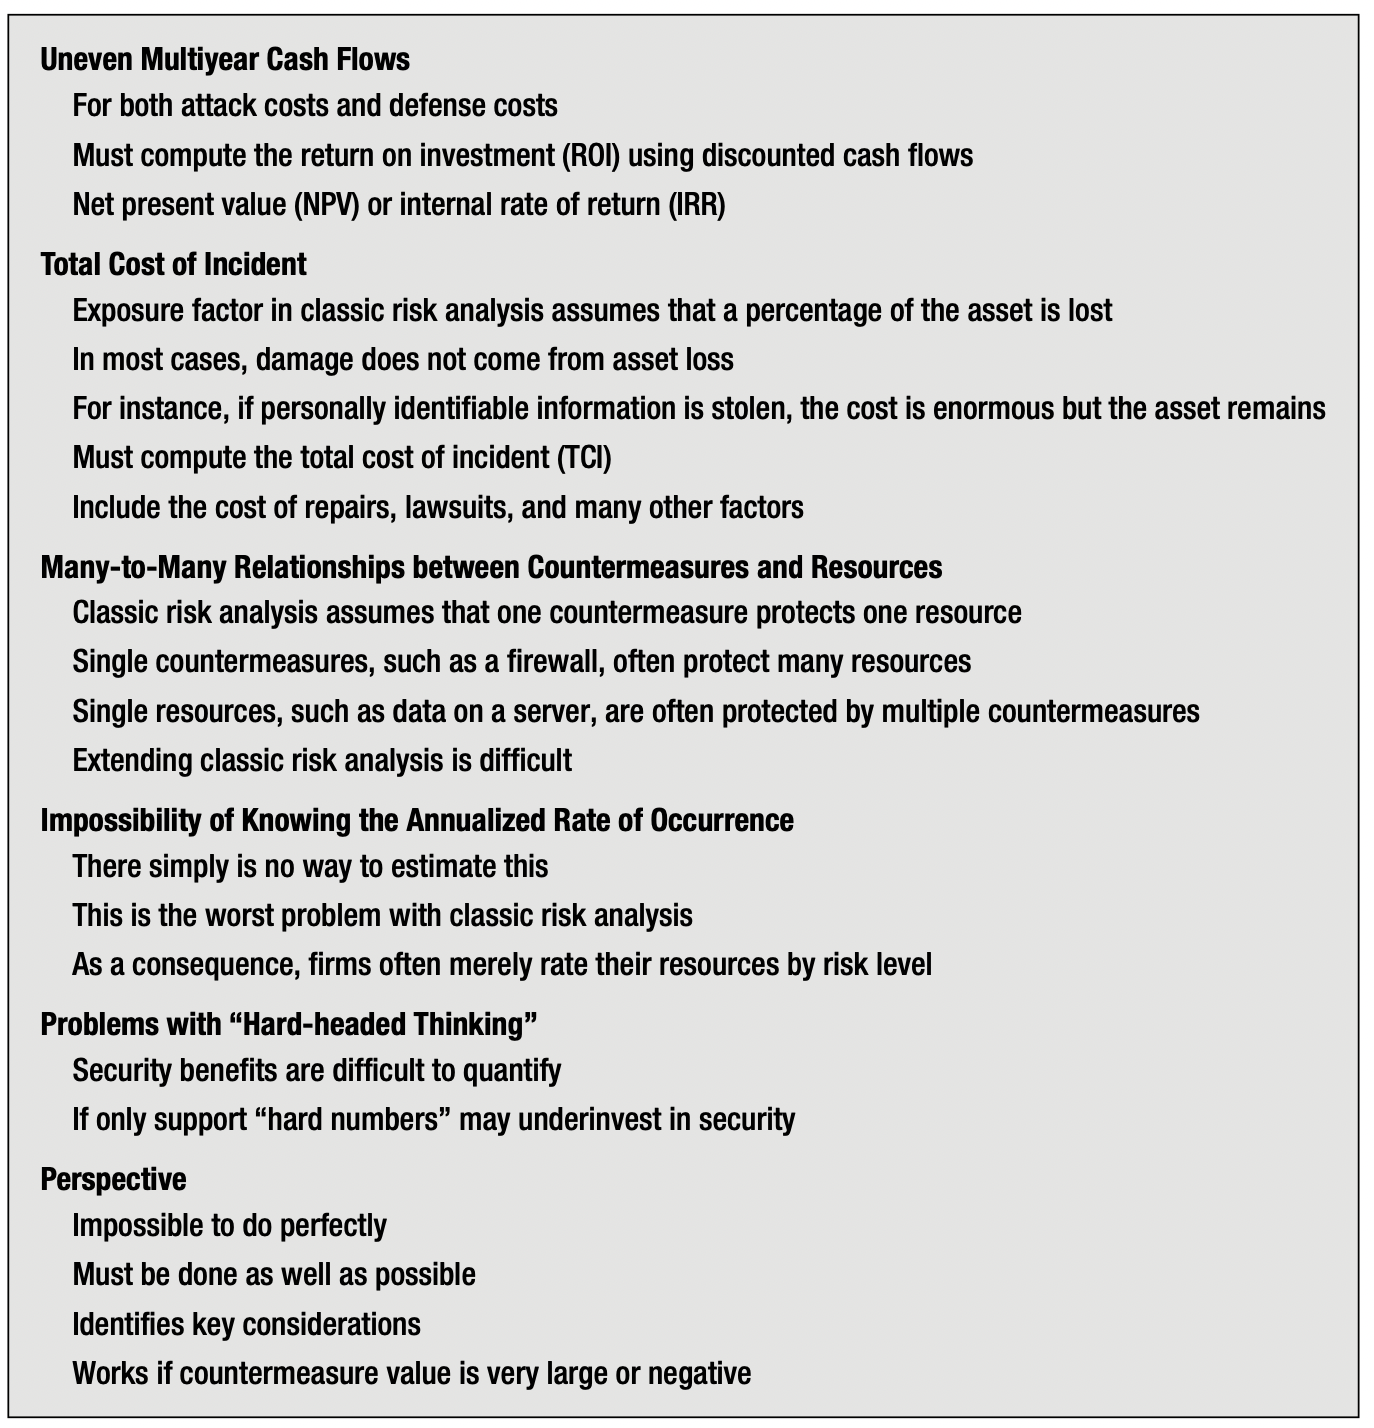 Uneven Multiyear Cash Flows
For both attack costs and defense costs
Must compute the return on investment (ROI) using discounted cash flows
Net present value (NPV) or internal rate of return (IRR)
Total Cost of Incident
Exposure factor in classic risk analysis assumes that a percentage of the asset is lost
In most cases, damage does not come from asset loss
For instance, if personally identifiable information is stolen, the cost is enormous but the asset remains
Must compute the total cost of incident (TCI)
Include the cost of repairs, lawsuits, and many other factors
Many-to-Many Relationships between Countermeasures and Resources
Classic risk analysis assumes that one countermeasure protects one resource
Single countermeasures, such as a firewall, often protect many resources
Single resources, such as data on a server, are often protected by multiple countermeasures
Extending classic risk analysis is difficult
Impossibility of Knowing the Annualized Rate of Occurrence
There simply is no way to estimate this
This is the worst problem with classic risk analysis
As a consequence, firms often merely rate their resources by risk level
Problems with “Hard-headed Thinking”
Security benefits are difficult to quantify
If only support “hard numbers” may underinvest in security
Perspective
Impossible to do perfectly
Must be done as well as possible
Identifies key considerations
Works if countermeasure value is very large or negative